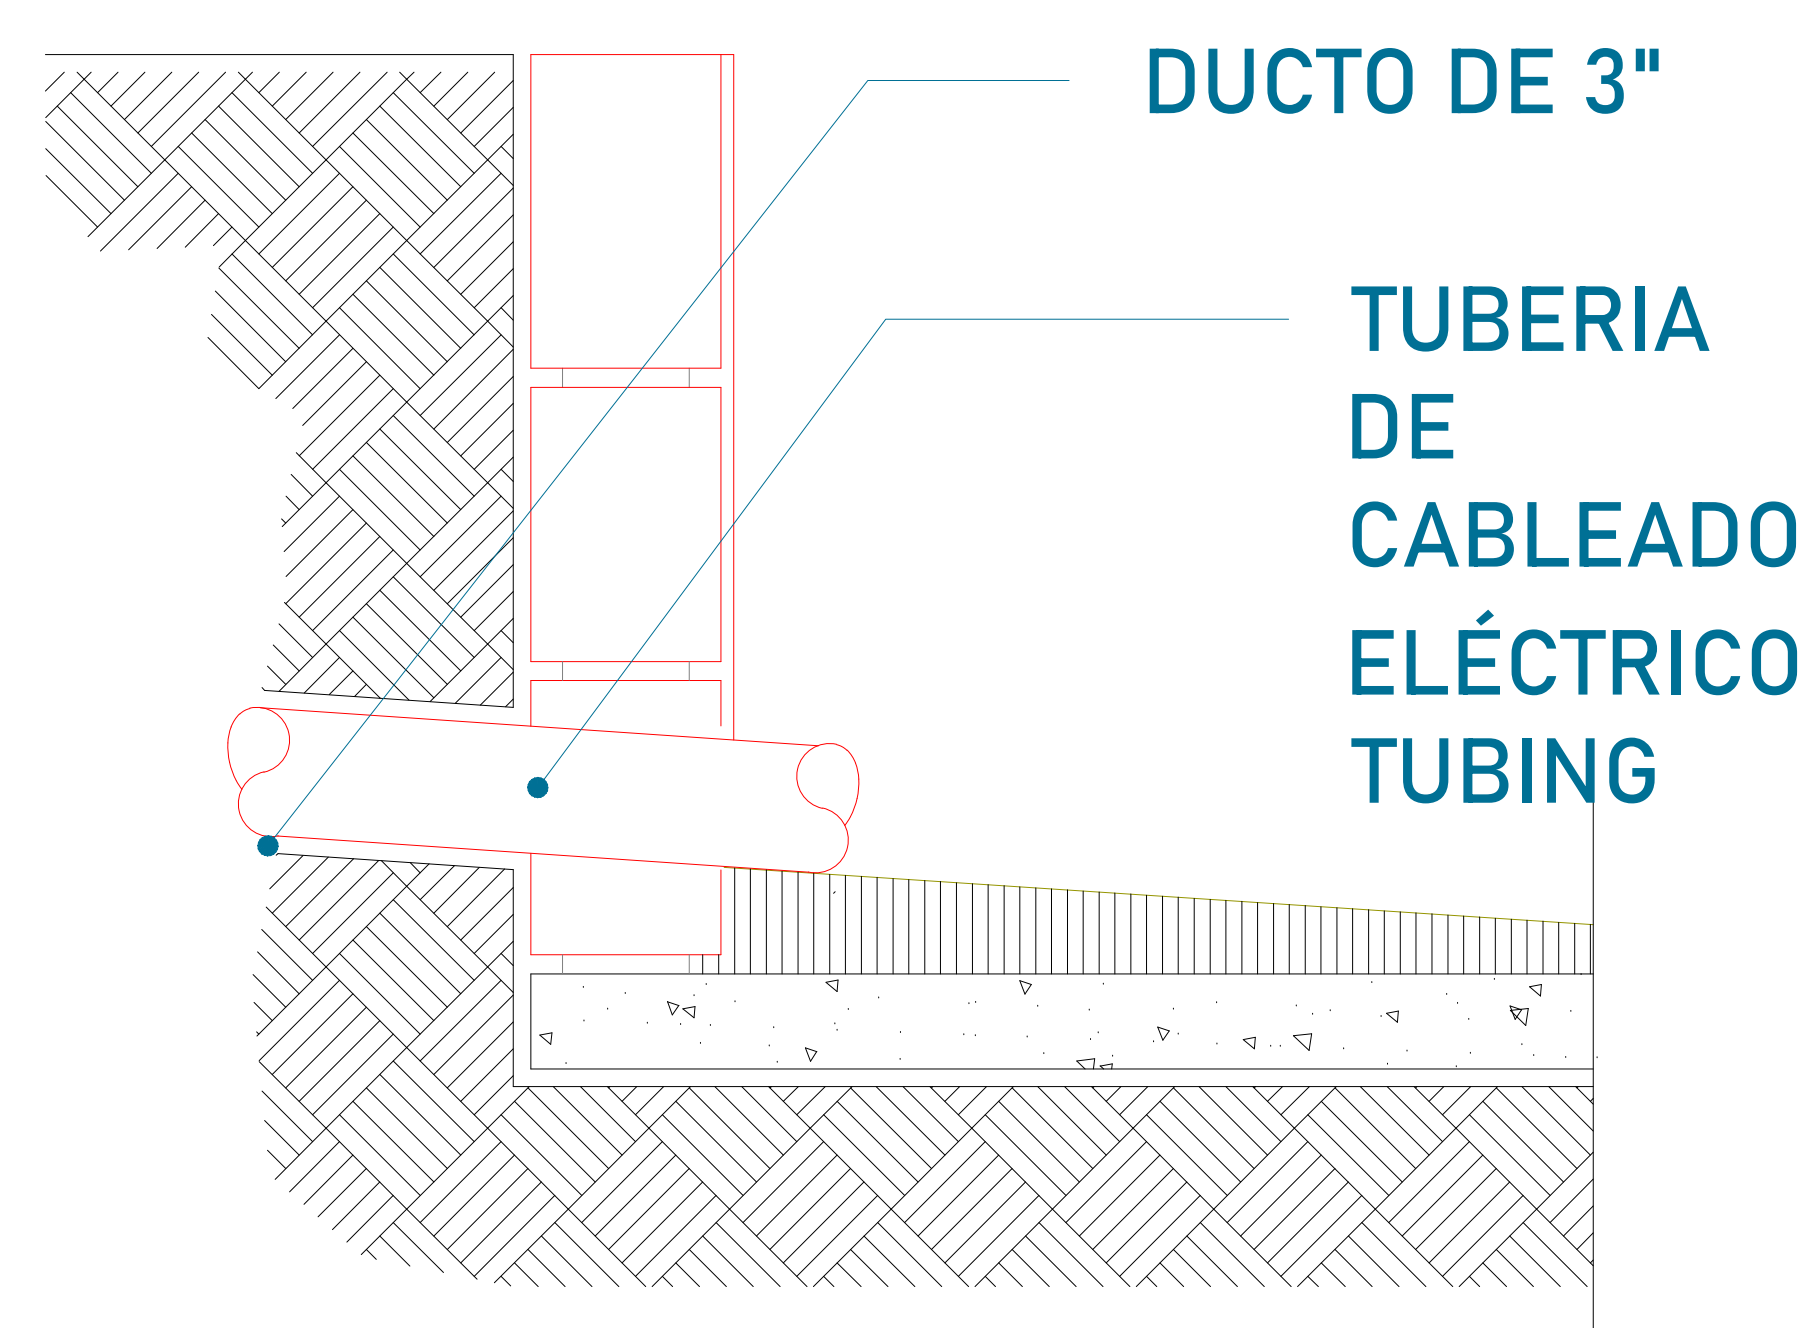 DUCTO DE 3"
TUBERIA
DE
CABLEADO
ELÉCTRICO
TUBING